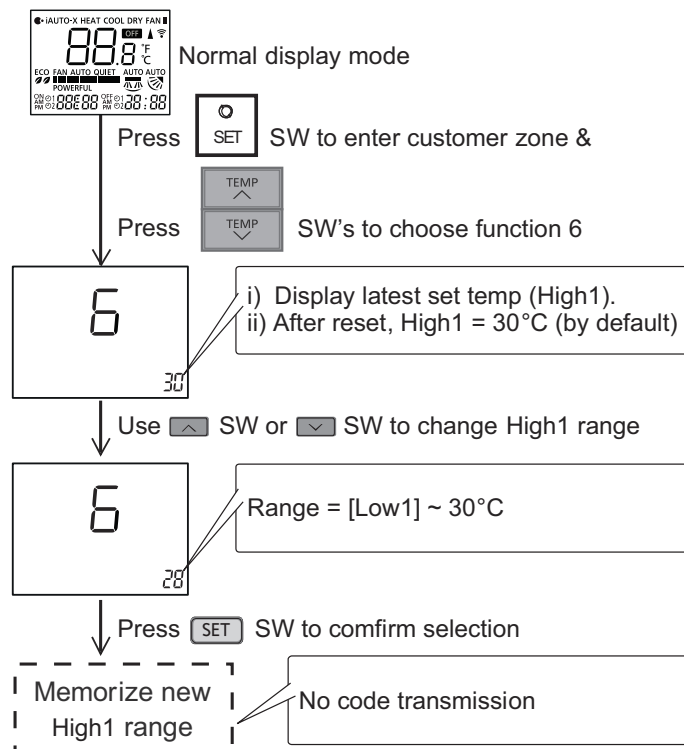 iAUTO-X HEAT COOL DRY FAN
88.8 °F °C
OFF
ECO FAN AUTO QUIET AUTO AUTO
POWERFUL
ON AM PM 1 2 88:88 OFF AM PM 1 2 88:88
Normal display mode
Press SET SW to enter customer zone &
TEMP
Press TEMP SW's to choose function 6
6
30
i) Display latest set temp (High1).
ii) After reset, High1 = 30°C (by default)
Use SW or SW to change High1 range
6
28
Range = [Low1] ~ 30°C
Press SET SW to comfirm selection
Memorize new
High1 range
No code transmission